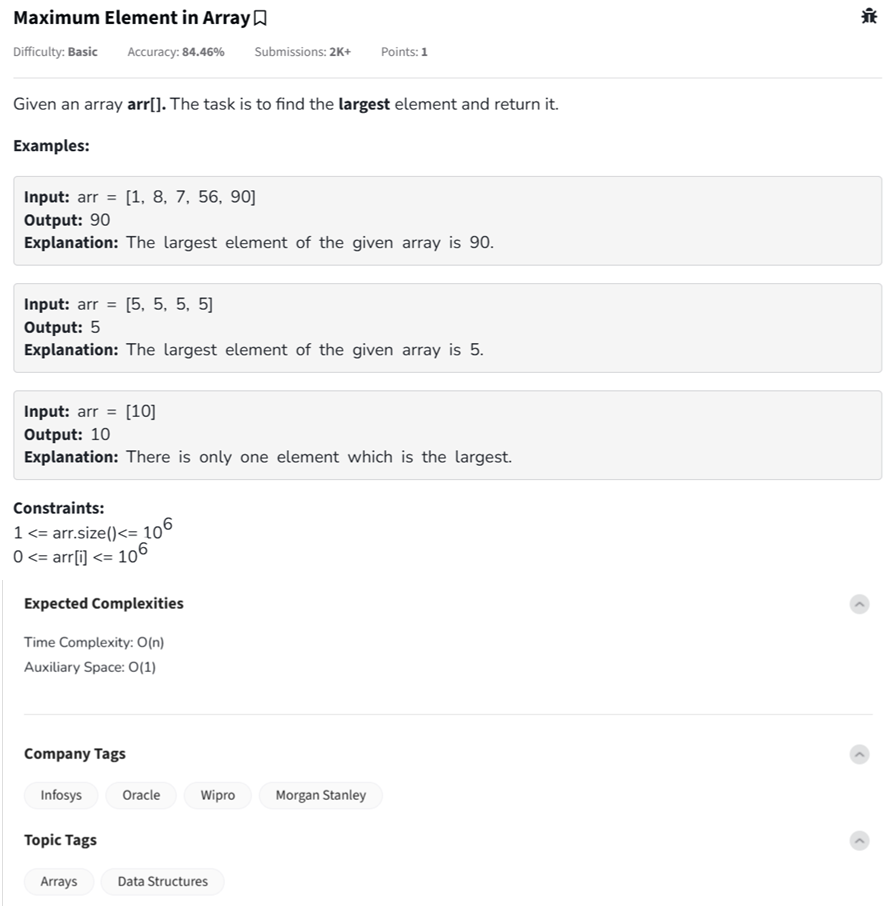 Maximum Element in Array
Difficulty: Basic Accuracy: 84.46% Submissions: 2K+ Points: 1
Given an array arr[]. The task is to find the largest element and return it.
Examples:
Input: arr = [1, 8, 7, 56, 90]
Output: 90
Explanation: The largest element of the given array is 90.
Input: arr = [5, 5, 5, 5]
Output: 5
Explanation: The largest element of the given array is 5.
Input: arr = [10]
Output: 10
Explanation: There is only one element which is the largest.
Constraints:
1 <= arr.size()<= 10^6
0 <= arr[i] <= 10^6
Expected Complexities
Time Complexity: O(n)
Auxiliary Space: O(1)
Company Tags
Infosys Oracle Wipro Morgan Stanley
Topic Tags
Arrays Data Structures